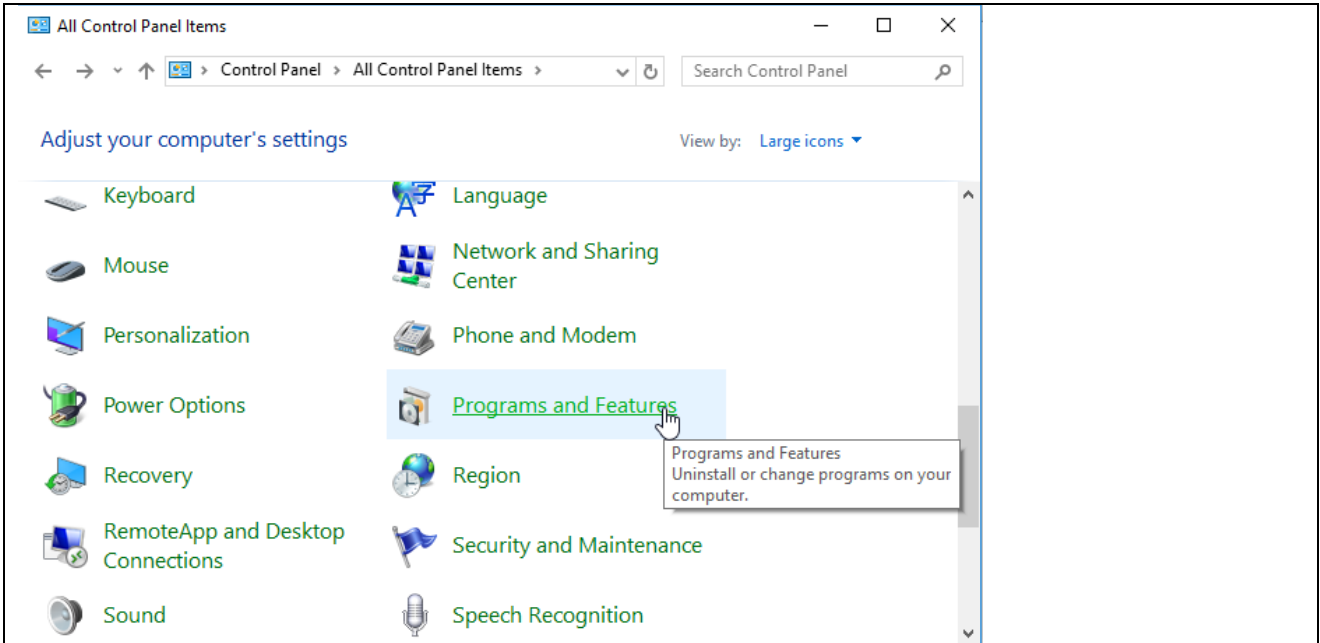 All Control Panel Items
Control Panel > All Control Panel Items >
Search Control Panel
Adjust your computer's settings
View by: Large icons
Keyboard
Language
Mouse
Network and Sharing
Center
Personalization
Phone and Modem
Power Options
Programs and Features
Programs and Features
Uninstall or change programs on your
computer.
Recovery
Region
RemoteApp and Desktop
Connections
Security and Maintenance
Sound
Speech Recognition